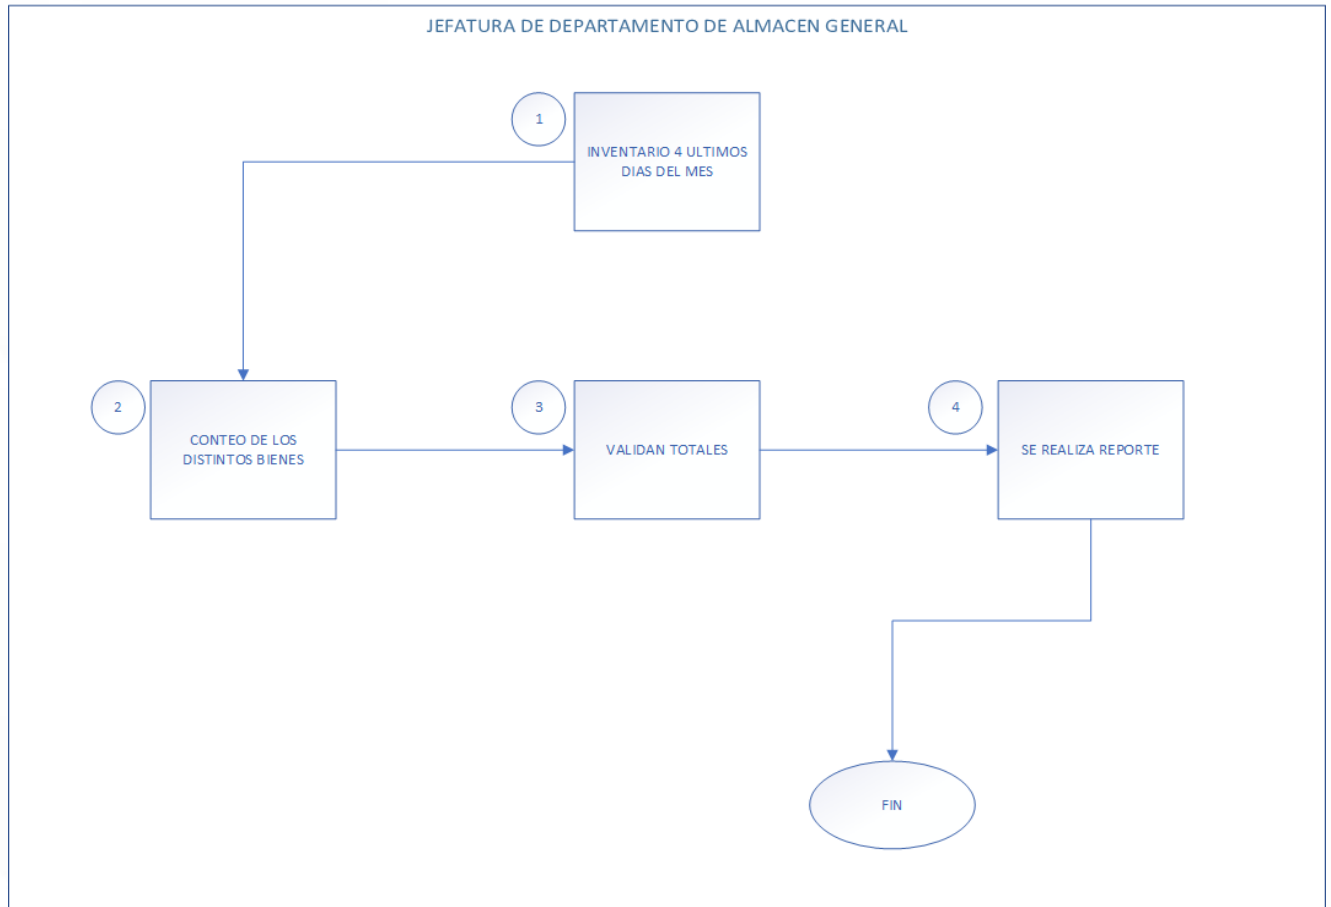 JEFATURA DE DEPARTAMENTO DE ALMACEN GENERAL
1
INVENTARIO 4 ULTIMOS
DIAS DEL MES
2
CONTEO DE LOS
DISTINTOS BIENES
3
VALIDAN TOTALES
4
SE REALIZA REPORTE
FIN